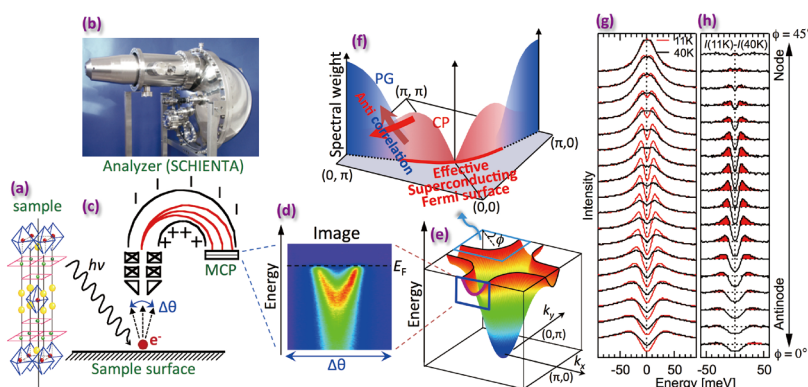 (a)
sample
(b)
Analyzer (SCHIENTA)
(c)
hν
Δθ
e-
Sample surface
MCP
(d)
Image
Energy
E_F
Δθ
(e)
ϕ
Energy
k_y
(0,π)
k_x
(π,0)
(f)
Spectral weight
PG
(π, π)
CP
Anti
correlation
(0, π)
(π,0)
Effective
Superconducting
Fermi surface
(0,0)
(g)
11K
40K
Intensity
-50
0
50
(h)
I(11K)-I(40K)
ϕ = 45°
Node
Antinode
ϕ = 0°
-50
0
50
Energy [meV]